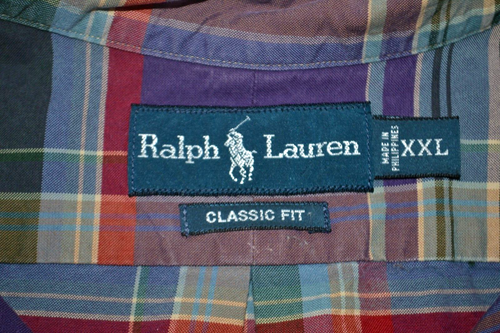 Ralph Lauren
MADE IN
PHILIPPINES
XXL
CLASSIC FIT